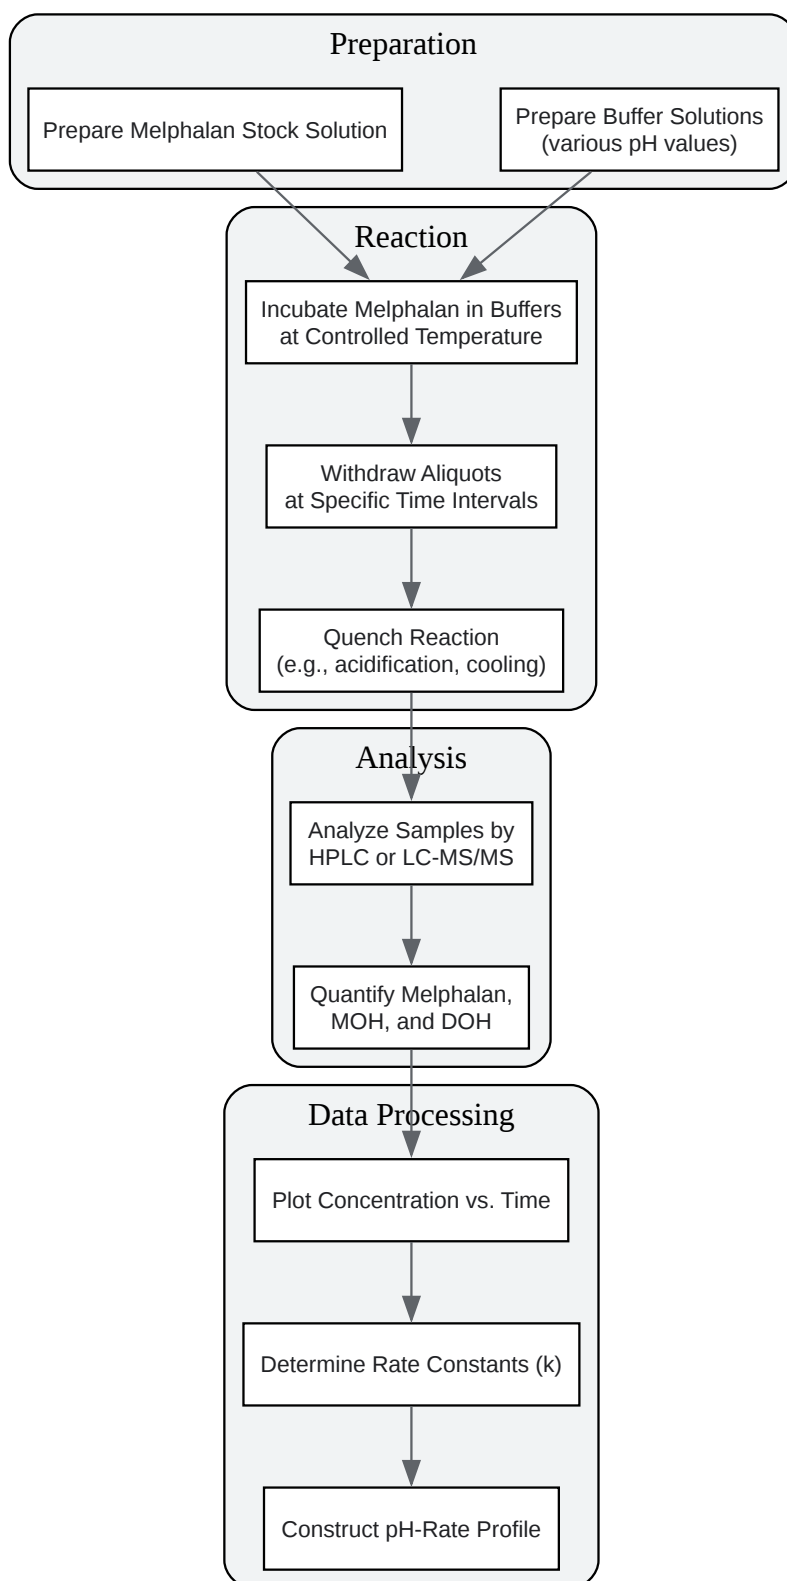 Preparation
Prepare Melphalan Stock Solution
Prepare Buffer Solutions
(various pH values)
Reaction
Incubate Melphalan in Buffers
at Controlled Temperature
Withdraw Aliquots
at Specific Time Intervals
Quench Reaction
(e.g., acidification, cooling)
Analysis
Analyze Samples by
HPLC or LC-MS/MS
Quantify Melphalan,
MOH, and DOH
Data Processing
Plot Concentration vs. Time
Determine Rate Constants (k)
Construct pH-Rate Profile